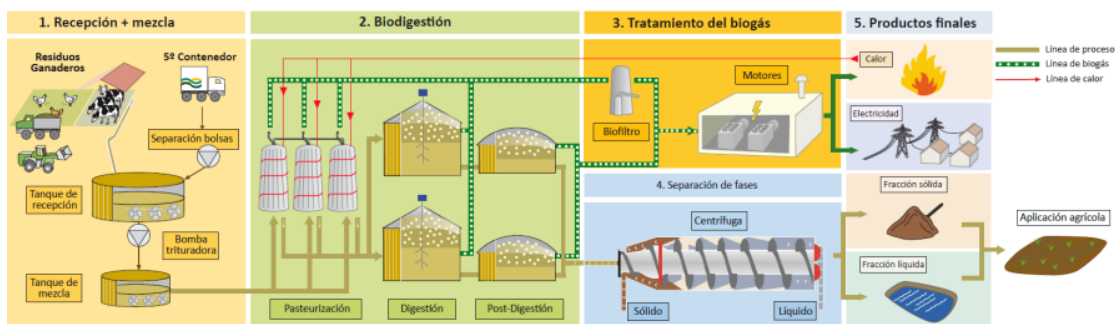 1. Recepción + mezcla
2. Biodigestión
3. Tratamiento del biogás
5. Productos finales
Residuos
Ganaderos
5º Contenedor
Separación bolsas
Tanque de
recepción
Bomba
trituradora
Tanque de
mezcla
Pasteurización
Digestión
Post-Digestión
Biofiltro
Motores
4. Separación de fases
Centrífuga
Sólido
Líquido
Calor
Electricidad
Fracción sólida
Fracción líquida
Línea de proceso
Línea de biogás
Línea de calor
Aplicación agrícola